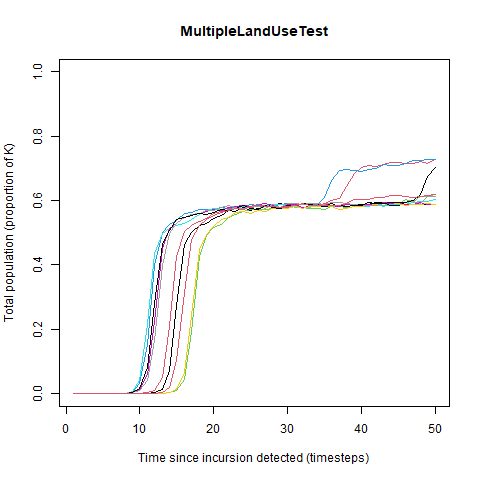 MultipleLandUseTest
Total population (proportion of K)
1.0
0.8
0.6
0.4
0.2
0.0
0 10 20 30 40 50
Time since incursion detected (timesteps)